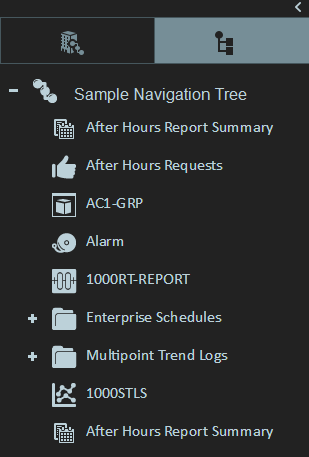 Sample Navigation Tree
After Hours Report Summary
After Hours Requests
AC1-GRP
Alarm
1000RT-REPORT
Enterprise Schedules
Multipoint Trend Logs
1000STLS
After Hours Report Summary